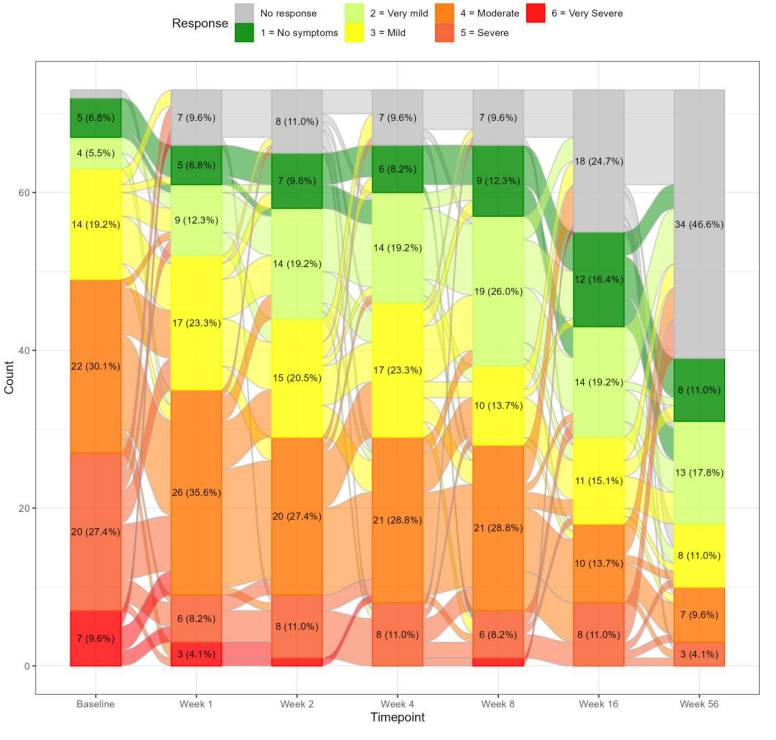 Response
No response
2 = Very mild
4 = Moderate
6 = Very Severe
1 = No symptoms
3 = Mild
5 = Severe
Count
60
40
20
0
5 (6.8%)
4 (5.5%)
14 (19.2%)
22 (30.1%)
20 (27.4%)
7 (9.6%)
7 (9.6%)
5 (6.8%)
9 (12.3%)
17 (23.3%)
26 (35.6%)
6 (8.2%)
3 (4.1%)
8 (11.0%)
7 (9.6%)
14 (19.2%)
15 (20.5%)
20 (27.4%)
8 (11.0%)
7 (9.6%)
6 (8.2%)
14 (19.2%)
17 (23.3%)
21 (28.8%)
8 (11.0%)
7 (9.6%)
9 (12.3%)
19 (26.0%)
10 (13.7%)
21 (28.8%)
6 (8.2%)
18 (24.7%)
12 (16.4%)
14 (19.2%)
11 (15.1%)
10 (13.7%)
8 (11.0%)
34 (46.6%)
8 (11.0%)
13 (17.8%)
8 (11.0%)
7 (9.6%)
3 (4.1%)
Baseline
Week 1
Week 2
Week 4
Week 8
Week 16
Week 56
Timepoint